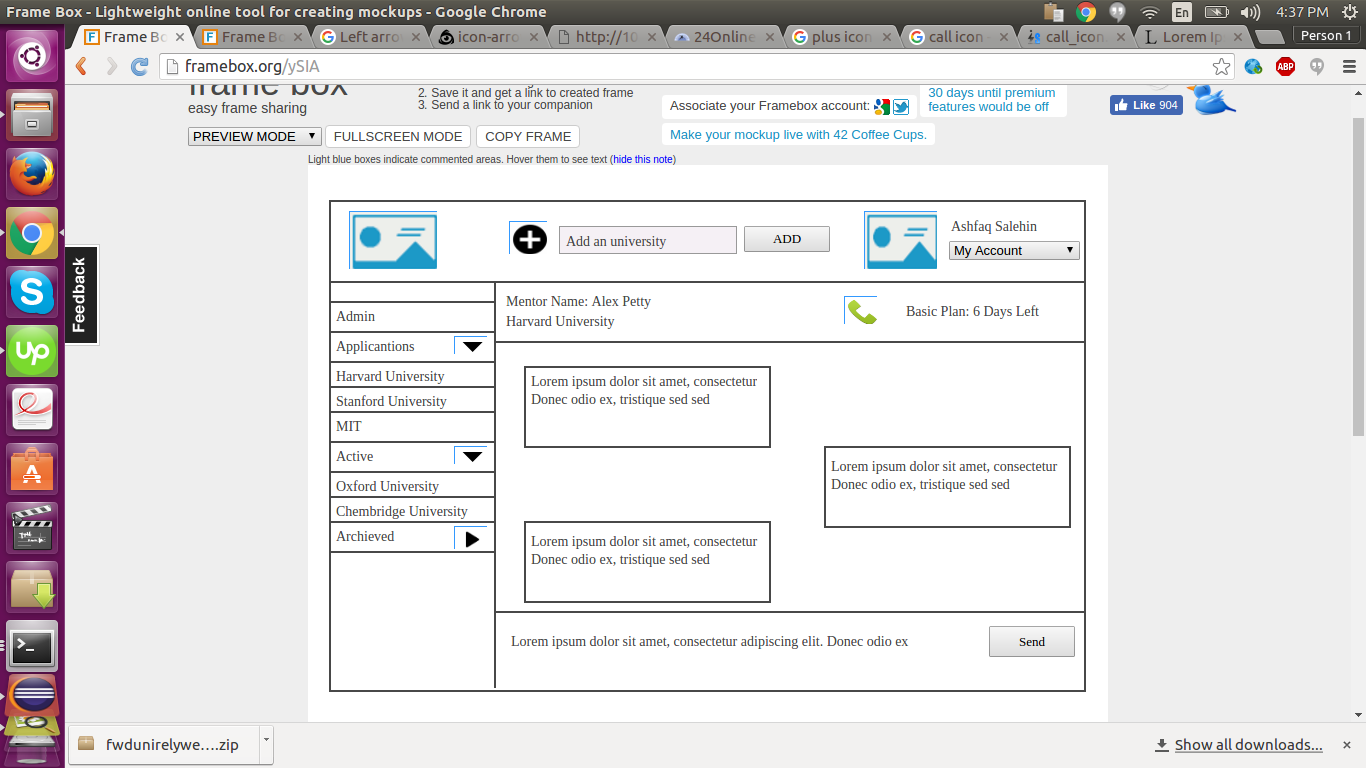 Frame Box - Lightweight online tool for creating mockups - Google Chrome
En
4:37 PM
Frame Bo
Frame Bo
Left arro
icon-arro
http://10
24Online
plus icon
call icon
call_icon
Lorem Ips
Person 1
framebox.org/ySIA
ABP
frame box
easy frame sharing
2. Save it and get a link to created frame
3. Send a link to your companion
Associate your Framebox account:
30 days until premium
features would be off
Like 904
PREVIEW MODE
FULLSCREEN MODE
COPY FRAME
Make your mockup live with 42 Coffee Cups.
Light blue boxes indicate commented areas. Hover them to see text (hide this note)
Feedback
Add an university
ADD
Ashfaq Salehin
My Account
Mentor Name: Alex Petty
Harvard University
Basic Plan: 6 Days Left
Admin
Applicantions
Harvard University
Stanford University
MIT
Active
Oxford University
Chembridge University
Archieved
Lorem ipsum dolor sit amet, consectetur
Donec odio ex, tristique sed sed
Lorem ipsum dolor sit amet, consectetur
Donec odio ex, tristique sed sed
Lorem ipsum dolor sit amet, consectetur
Donec odio ex, tristique sed sed
Lorem ipsum dolor sit amet, consectetur adipiscing elit. Donec odio ex
Send
fwdunirelywe....zip
Show all downloads...